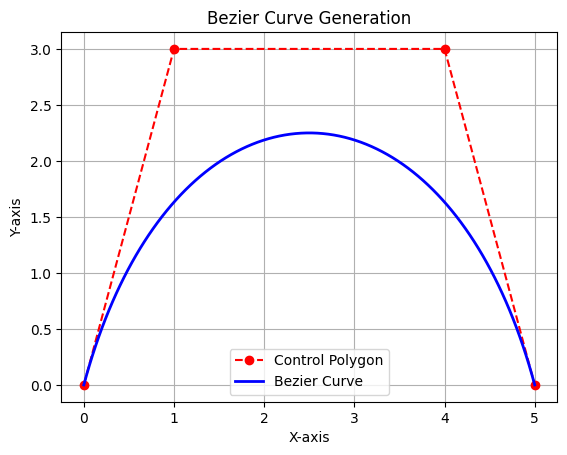 Bezier Curve Generation
3.0
2.5
2.0
1.5
1.0
0.5
0.0
Y-axis
Control Polygon
Bezier Curve
0 1 2 3 4 5
X-axis